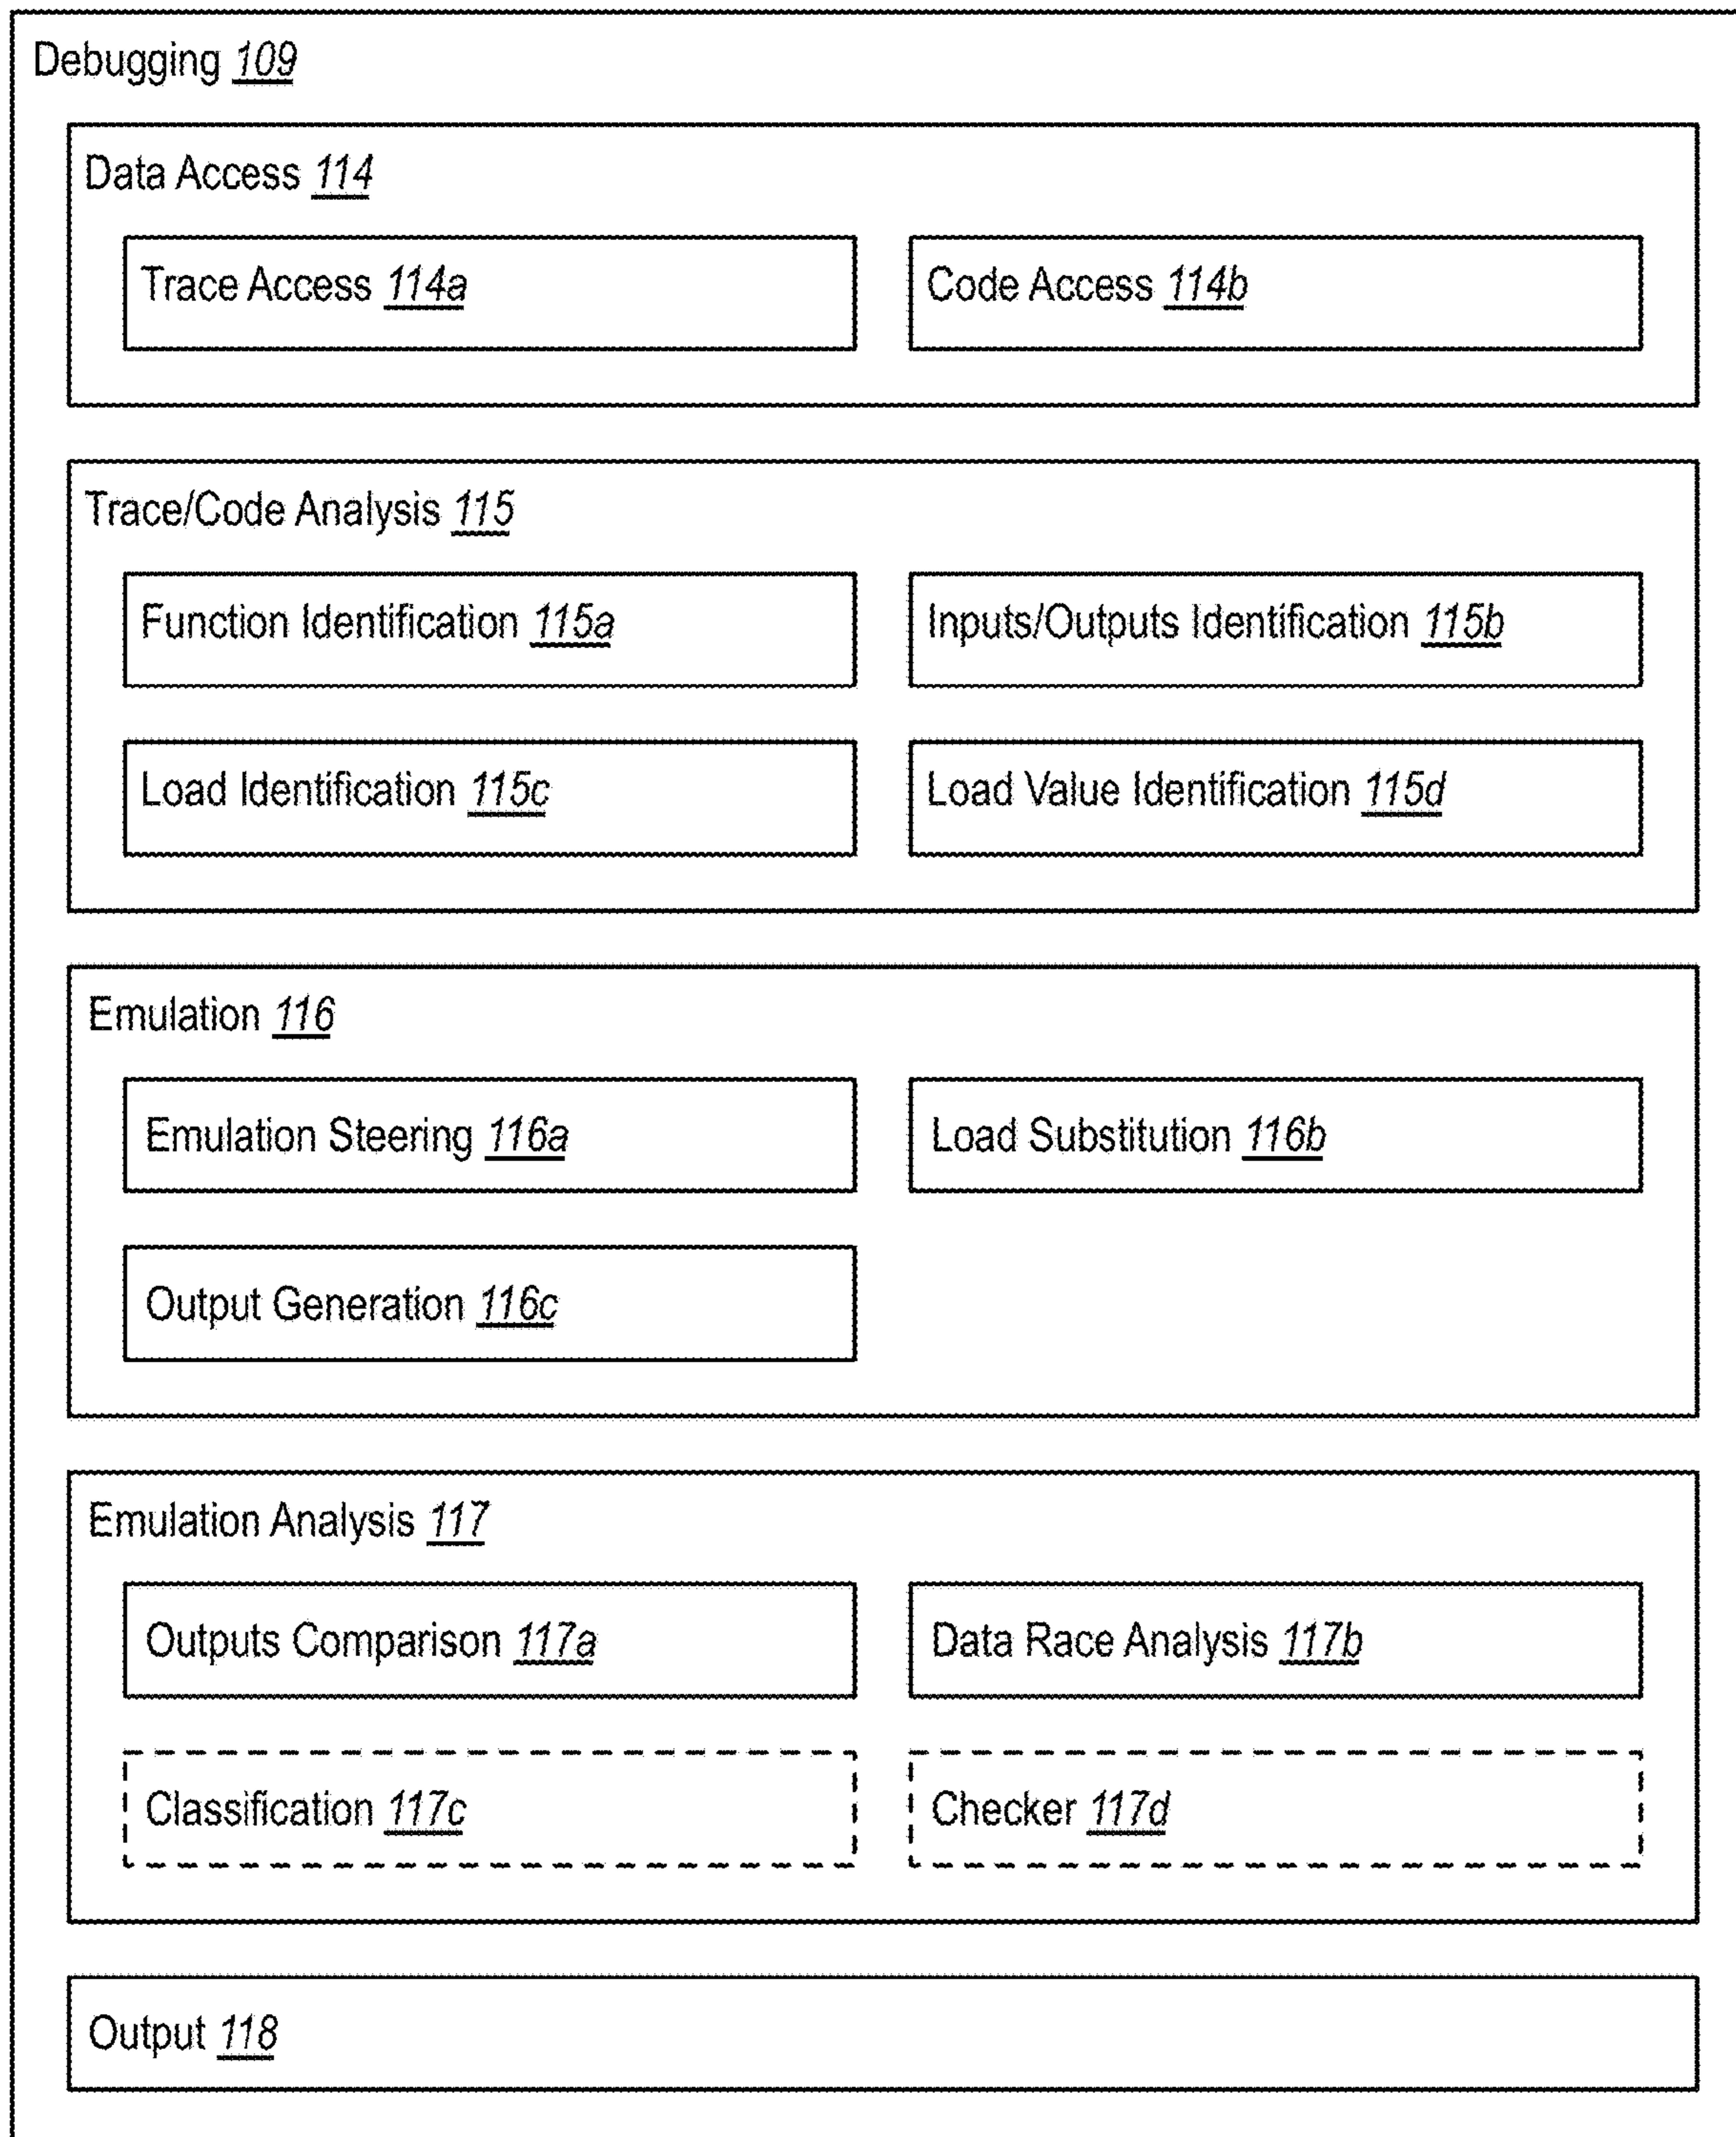 Debugging 109
Data Access 114
Trace Access 114a
Code Access 114b
Trace/Code Analysis 115
Function Identification 115a
Inputs/Outputs Identification 115b
Load Identification 115c
Load Value Identification 115d
Emulation 116
Emulation Steering 116a
Load Substitution 116b
Output Generation 116c
Emulation Analysis 117
Outputs Comparison 117a
Data Race Analysis 117b
Classification 117c
Checker 117d
Output 118